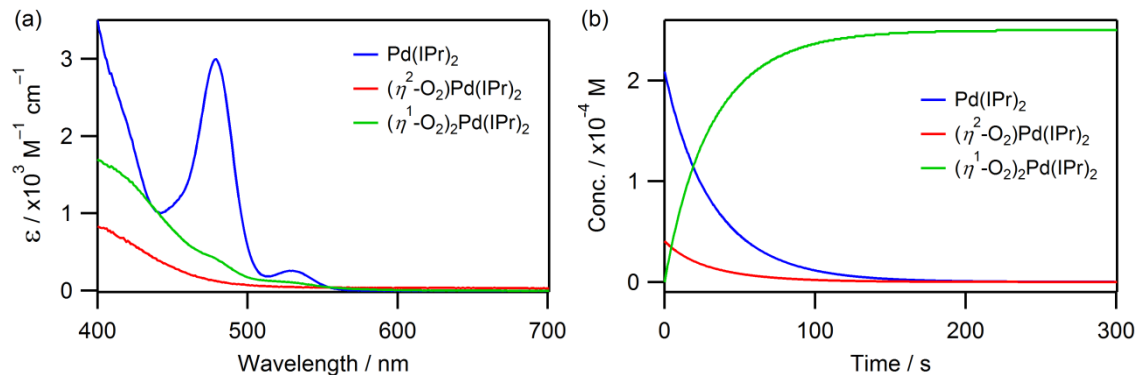 (a)
ε / x10³ M⁻¹ cm⁻¹
3
2
1
0
400
500
600
700
Wavelength / nm
Pd(IPr)₂
(η²-O₂)Pd(IPr)₂
(η¹-O₂)₂Pd(IPr)₂
(b)
Conc. / x10⁻⁴ M
2
1
0
0
100
200
300
Time / s
Pd(IPr)₂
(η²-O₂)Pd(IPr)₂
(η¹-O₂)₂Pd(IPr)₂